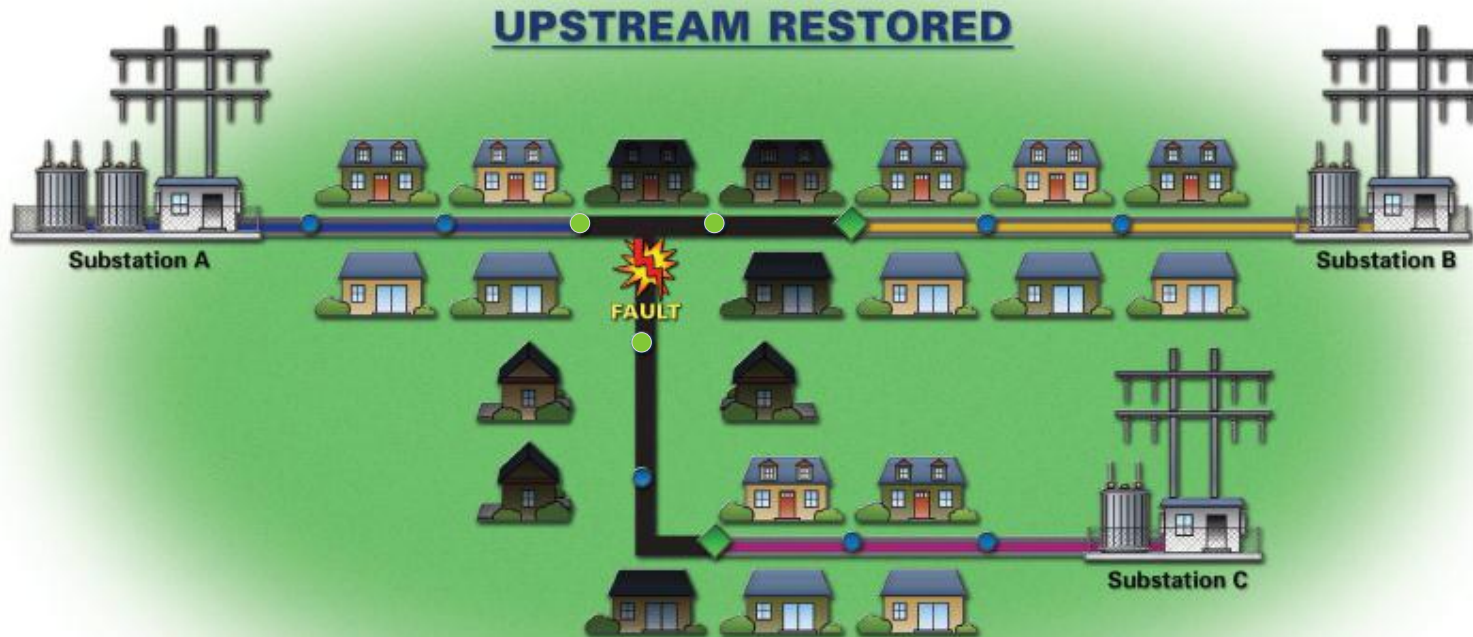 UPSTREAM RESTORED
Substation A
Substation B
FAULT
Substation C